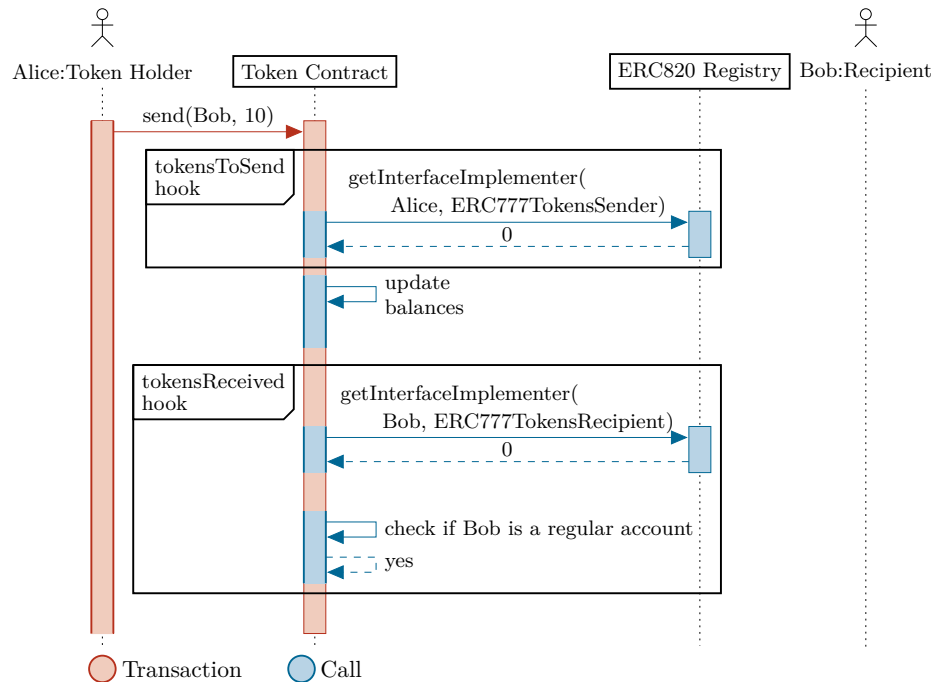 Alice:Token Holder
Token Contract
ERC820 Registry
Bob:Recipient
send(Bob, 10)
tokensToSend
hook
getInterfaceImplementer(
Alice, ERC777TokensSender)
0
update
balances
tokensReceived
hook
getInterfaceImplementer(
Bob, ERC777TokensRecipient)
0
check if Bob is a regular account
yes
Transaction
Call